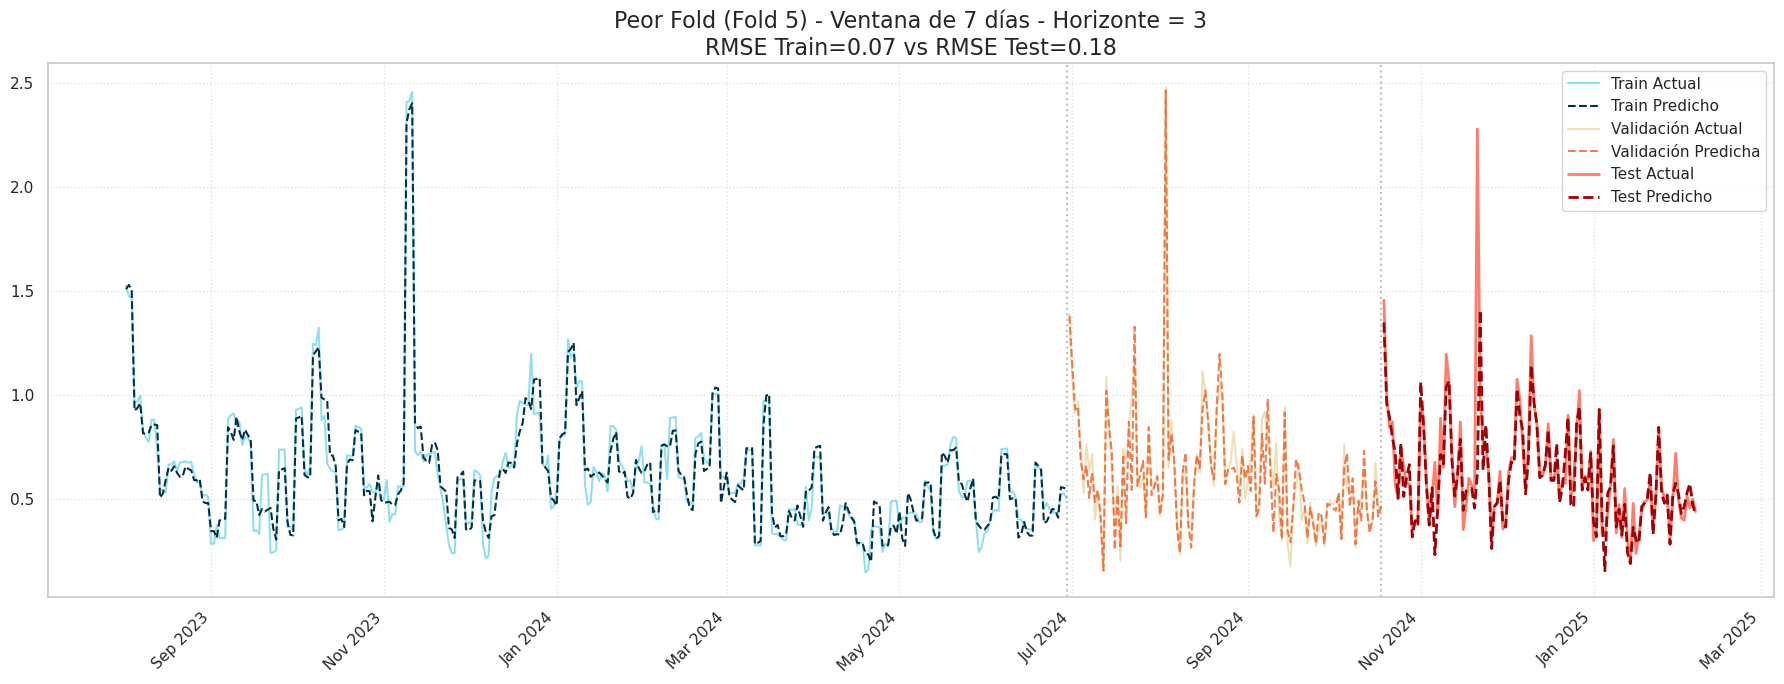 Peor Fold (Fold 5) - Ventana de 7 días - Horizonte = 3
RMSE Train=0.07 vs RMSE Test=0.18
2.5
2.0
1.5
1.0
0.5
Train Actual
Train Predicho
Validación Actual
Validación Predicha
Test Actual
Test Predicho
Sep 2023
Nov 2023
Jan 2024
Mar 2024
May 2024
Jul 2024
Sep 2024
Nov 2024
Jan 2025
Mar 2025